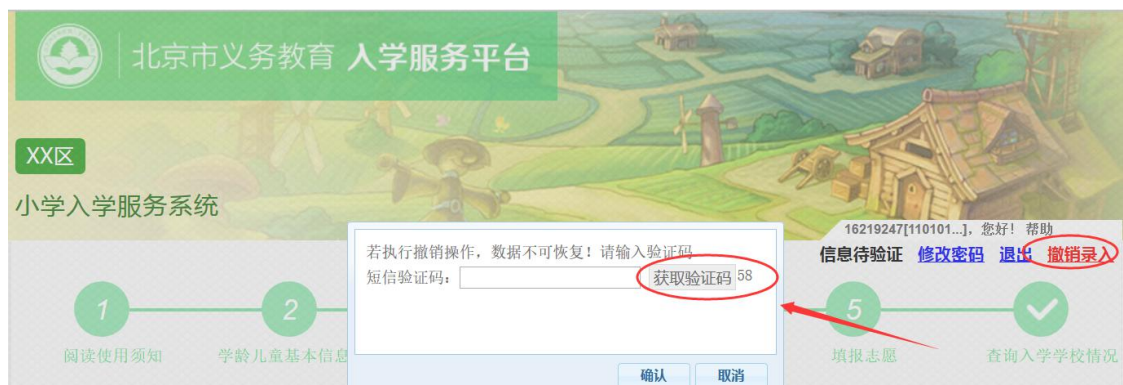 北京市义务教育 入学服务平台
XX区
小学入学服务系统
16219247[110101...]，您好！ 帮助
信息待验证 修改密码 退出 撤销录入
若执行撤销操作，数据不可恢复！请输入验证码
短信验证码： 获取验证码 58
1 2 5
阅读使用须知 学龄儿童基本信息 填报志愿 查询入学学校情况
确认 取消